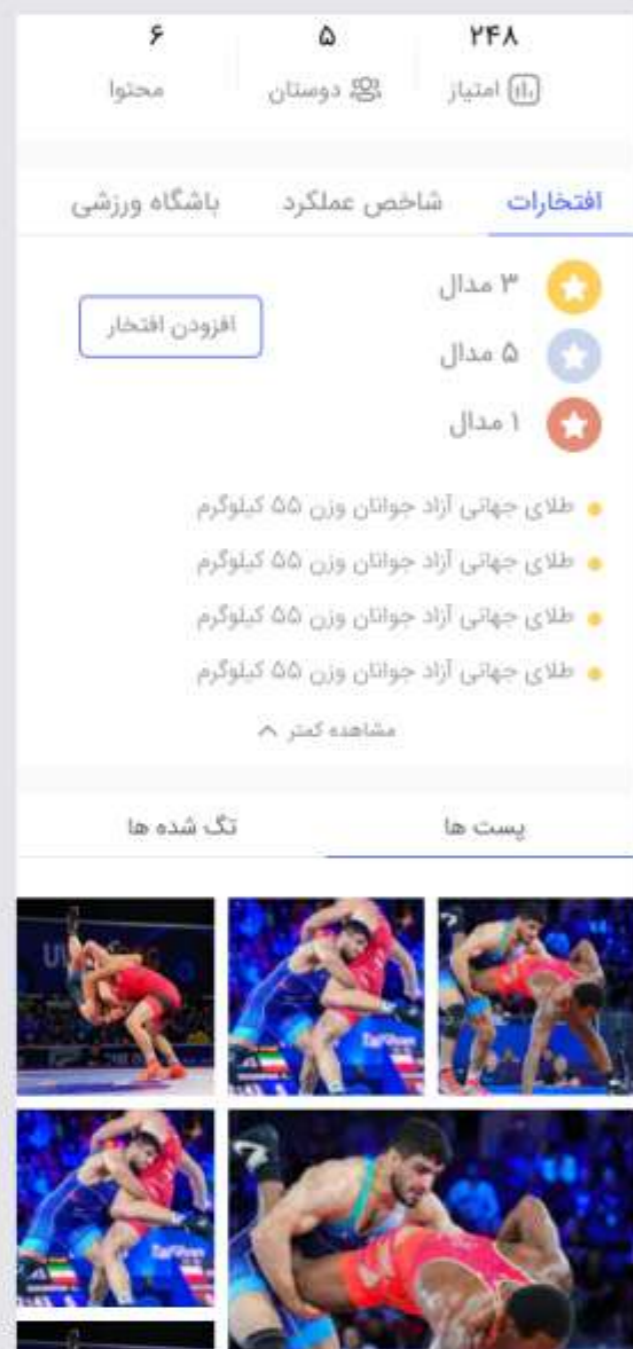 ۲۴۸ ۵ ۶
امتیاز دوستان محتوا
افتخارات شاخص عملکرد باشگاه ورزشی
۳ مدال
افزودن افتخار
۵ مدال
۱ مدال
طلای جهانی آزاد جوانان وزن ۵۵ کیلوگرم
طلای جهانی آزاد جوانان وزن ۵۵ کیلوگرم
طلای جهانی آزاد جوانان وزن ۵۵ کیلوگرم
طلای جهانی آزاد جوانان وزن ۵۵ کیلوگرم
مشاهده کمتر
پست ها تگ شده ها